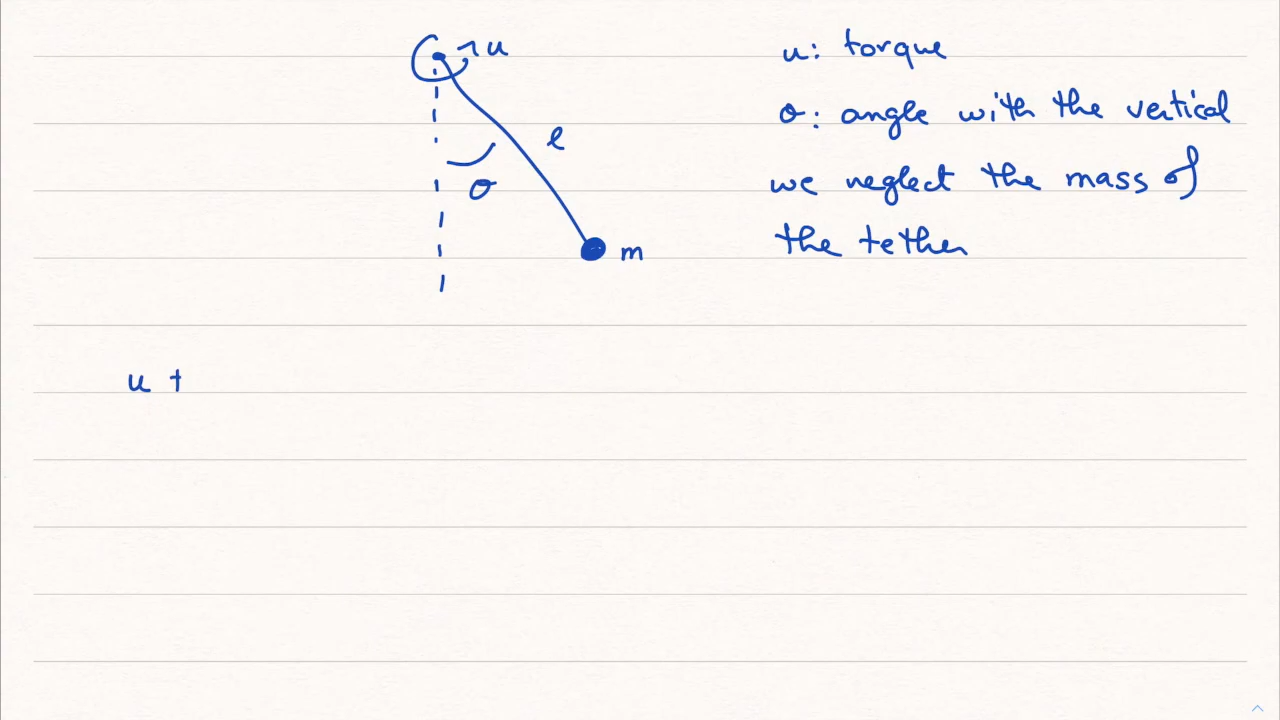 u
u: torque
θ: angle with the vertical
l
we neglect the mass of
θ
the tether
m
u +